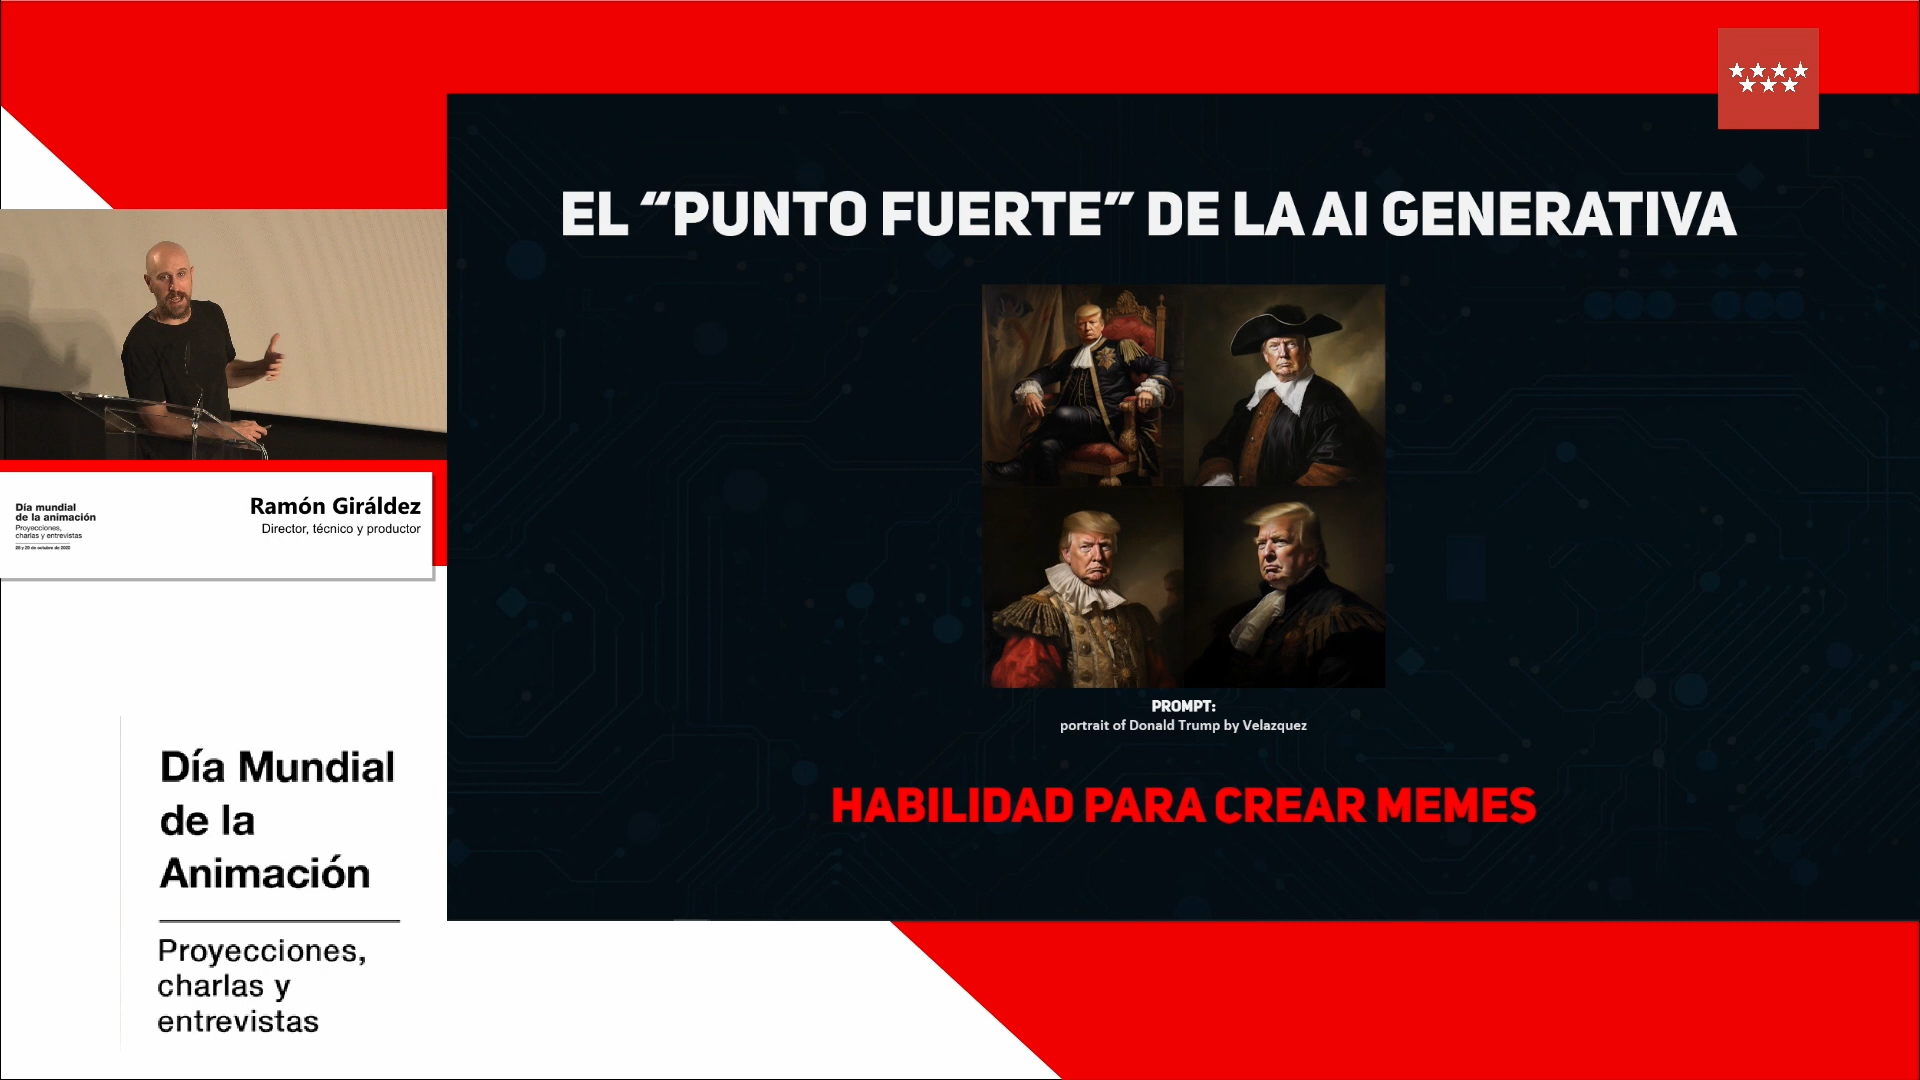 EL “PUNTO FUERTE” DE LA AI GENERATIVA
PROMPT:
portrait of Donald Trump by Velazquez
HABILIDAD PARA CREAR MEMES
Ramón Giráldez
Director, técnico y productor
Día mundial
de la animación
Proyecciones,
charlas y entrevistas
Día Mundial
de la
Animación
Proyecciones,
charlas y
entrevistas